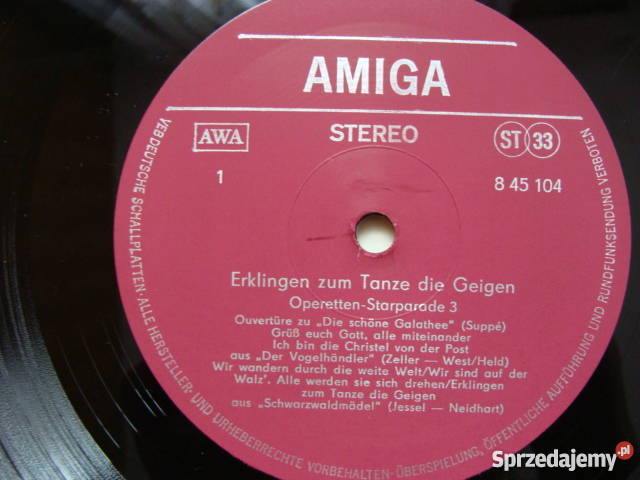 AMIGA
AWA
STEREO
ST 33
1
8 45 104
Erklingen zum Tanze die Geigen
Operetten-Starparade 3
Ouvertüre zu „Die schöne Galathee" (Suppé)
Grüß euch Gott, alle miteinander
Ich bin die Christel von der Post
aus „Der Vogelhändler" (Zeller — West/Held)
Wir wandern durch die weite Welt/Wir sind auf der
Walz'. Alle werden sie sich drehen/Erklingen
zum Tanze die Geigen
aus „Schwarzwaldmädel" (Jessel — Neidhart)
VEB DEUTSCHE SCHALLPLATTEN · ALLE HERSTELLER- UND URHEBERRECHTE VORBEHALTEN · ÜBERSPIELUNG, ÖFFENTLICHE AUFFÜHRUNG UND RUNDFUNKSENDUNG VERBOTEN
Sprzedajemy.pl